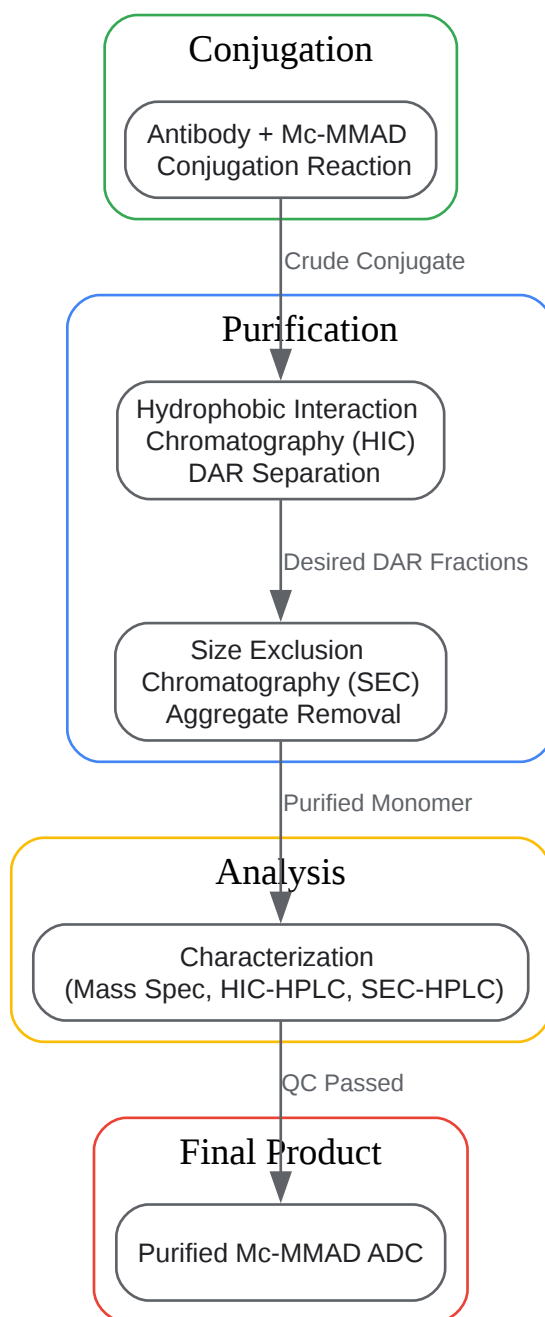 Conjugation
Antibody + Mc-MMAD
Conjugation Reaction
Crude Conjugate
Purification
Hydrophobic Interaction
Chromatography (HIC)
DAR Separation
Desired DAR Fractions
Size Exclusion
Chromatography (SEC)
Aggregate Removal
Purified Monomer
Analysis
Characterization
(Mass Spec, HIC-HPLC, SEC-HPLC)
QC Passed
Final Product
Purified Mc-MMAD ADC